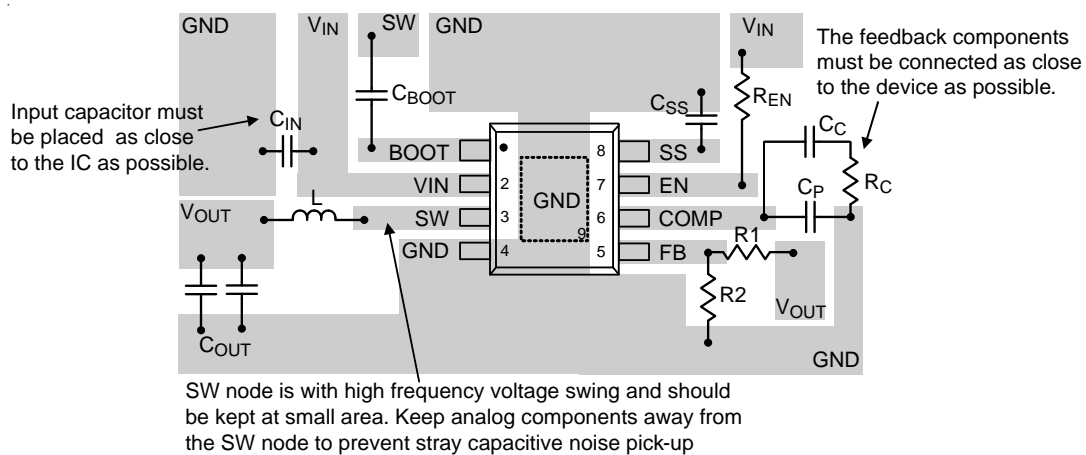 GND
VIN
SW
GND
VIN
The feedback components
must be connected as close
to the device as possible.
Input capacitor must
be placed as close
to the IC as possible.
CIN
CBOOT
CSS
REN
CC
RC
CP
BOOT
8
SS
VIN
2
GND
7
EN
VOUT
L
SW
3
6
COMP
GND
4
9
5
FB
R1
R2
VOUT
COUT
GND
SW node is with high frequency voltage swing and should
be kept at small area. Keep analog components away from
the SW node to prevent stray capacitive noise pick-up